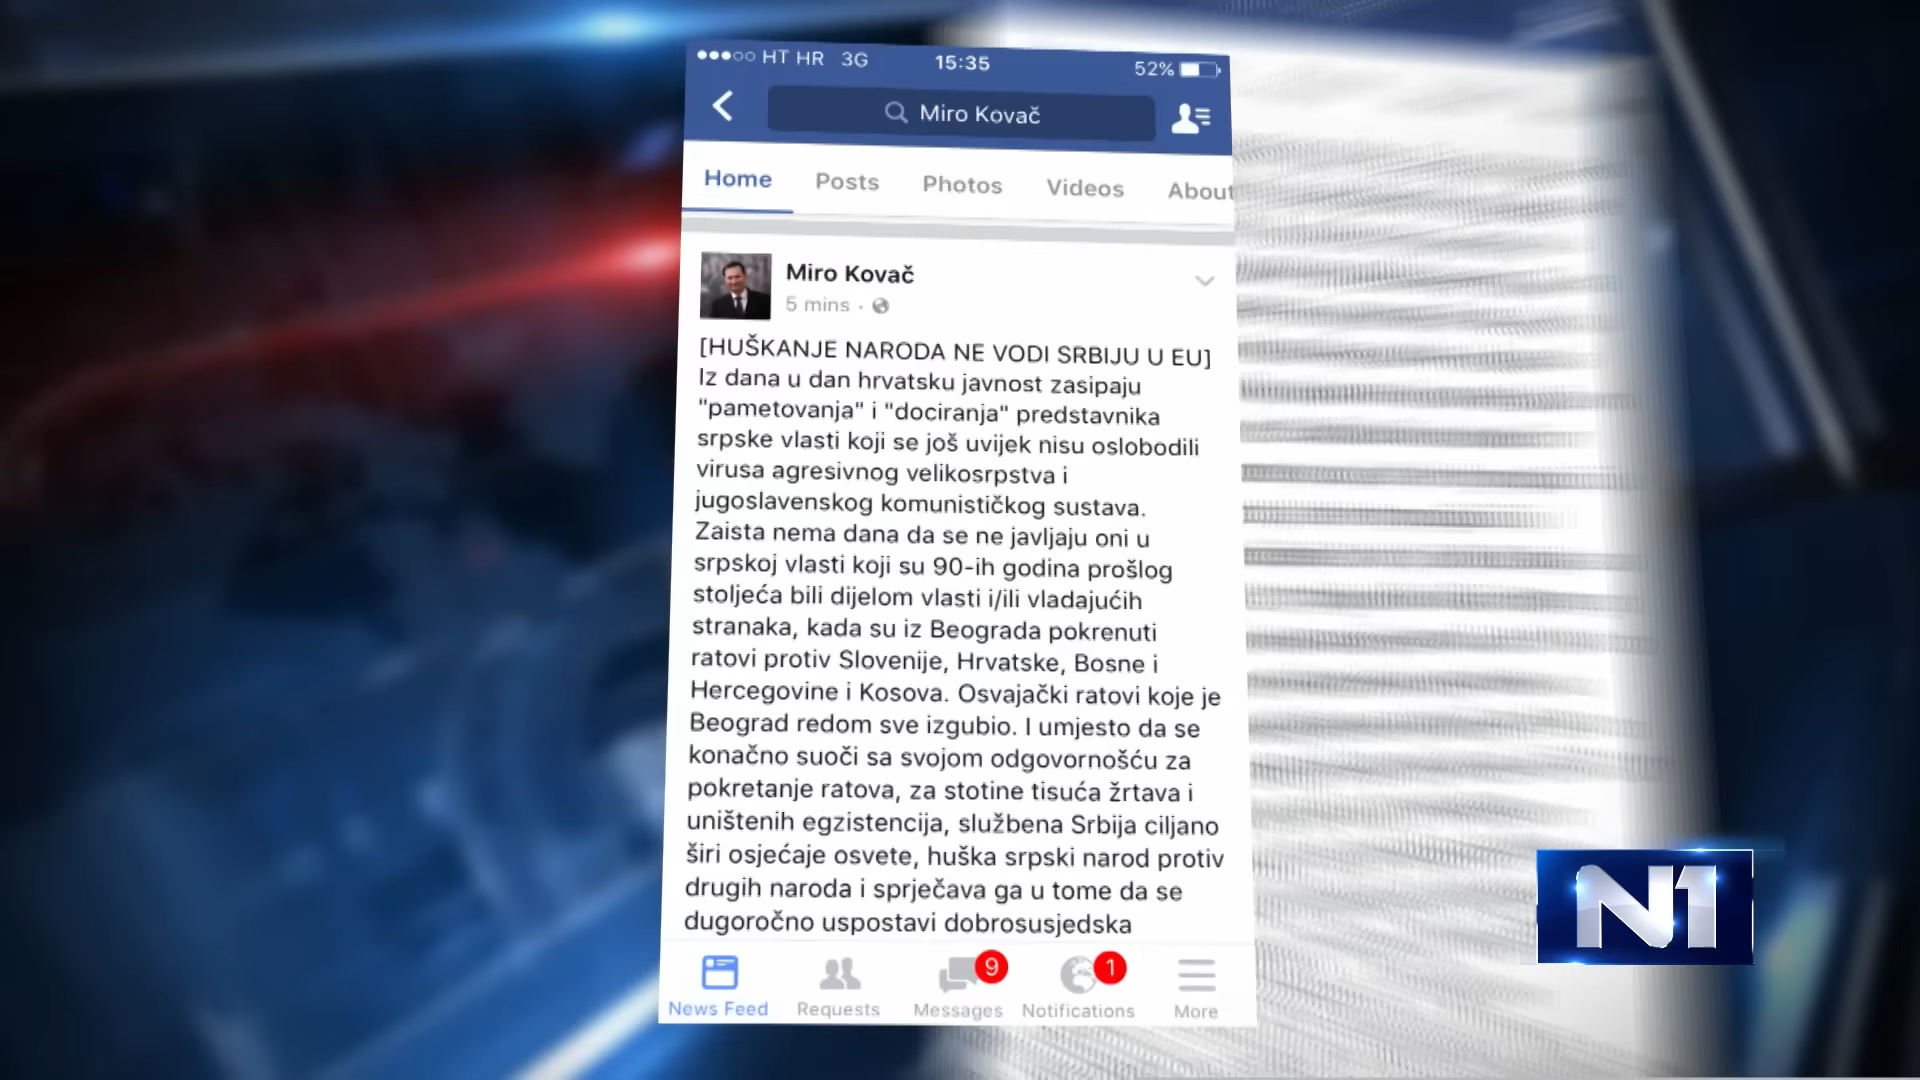 HT HR 3G 15:35 52%
Miro Kovač
Home Posts Photos Videos About
Miro Kovač
5 mins ·
[HUŠKANJE NARODA NE VODI SRBIJU U EU]
Iz dana u dan hrvatsku javnost zasipaju
"pametovanja" i "dociranja" predstavnika
srpske vlasti koji se još uvijek nisu oslobodili
virusa agresivnog velikosrpstva i
jugoslavenskog komunističkog sustava.
Zaista nema dana da se ne javljaju oni u
srpskoj vlasti koji su 90-ih godina prošlog
stoljeća bili dijelom vlasti i/ili vladajućih
stranaka, kada su iz Beograda pokrenuti
ratovi protiv Slovenije, Hrvatske, Bosne i
Hercegovine i Kosova. Osvajački ratovi koje je
Beograd redom sve izgubio. I umjesto da se
konačno suoči sa svojom odgovornošću za
pokretanje ratova, za stotine tisuća žrtava i
uništenih egzistencija, službena Srbija ciljano
širi osjećaje osvete, huška srpski narod protiv
drugih naroda i sprječava ga u tome da se
dugoročno uspostavi dobrosusjedska
9 1
News Feed Requests Messages Notifications More
N1